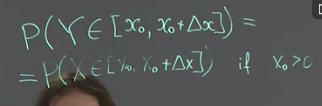 P(Y ∈ [x₀, x₀+Δx]) =
= P(X ∈ [x₀, x₀+Δx]) if x₀>0